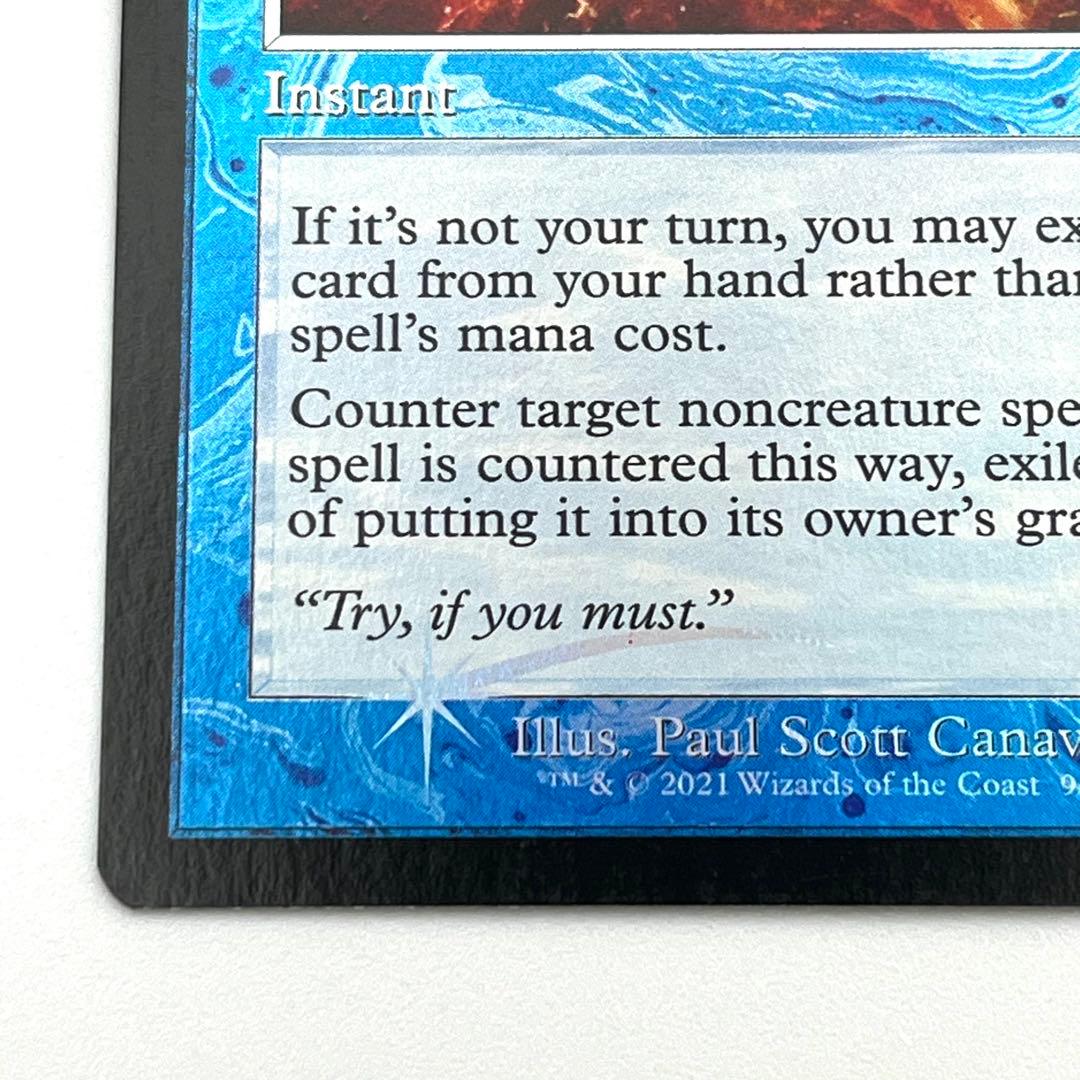 Instant
If it's not your turn, you may ex
card from your hand rather than
spell's mana cost.
Counter target noncreature spe
spell is countered this way, exile
of putting it into its owner's gra
“Try, if you must.”
Illus. Paul Scott Canav
™ & © 2021 Wizards of the Coast 9